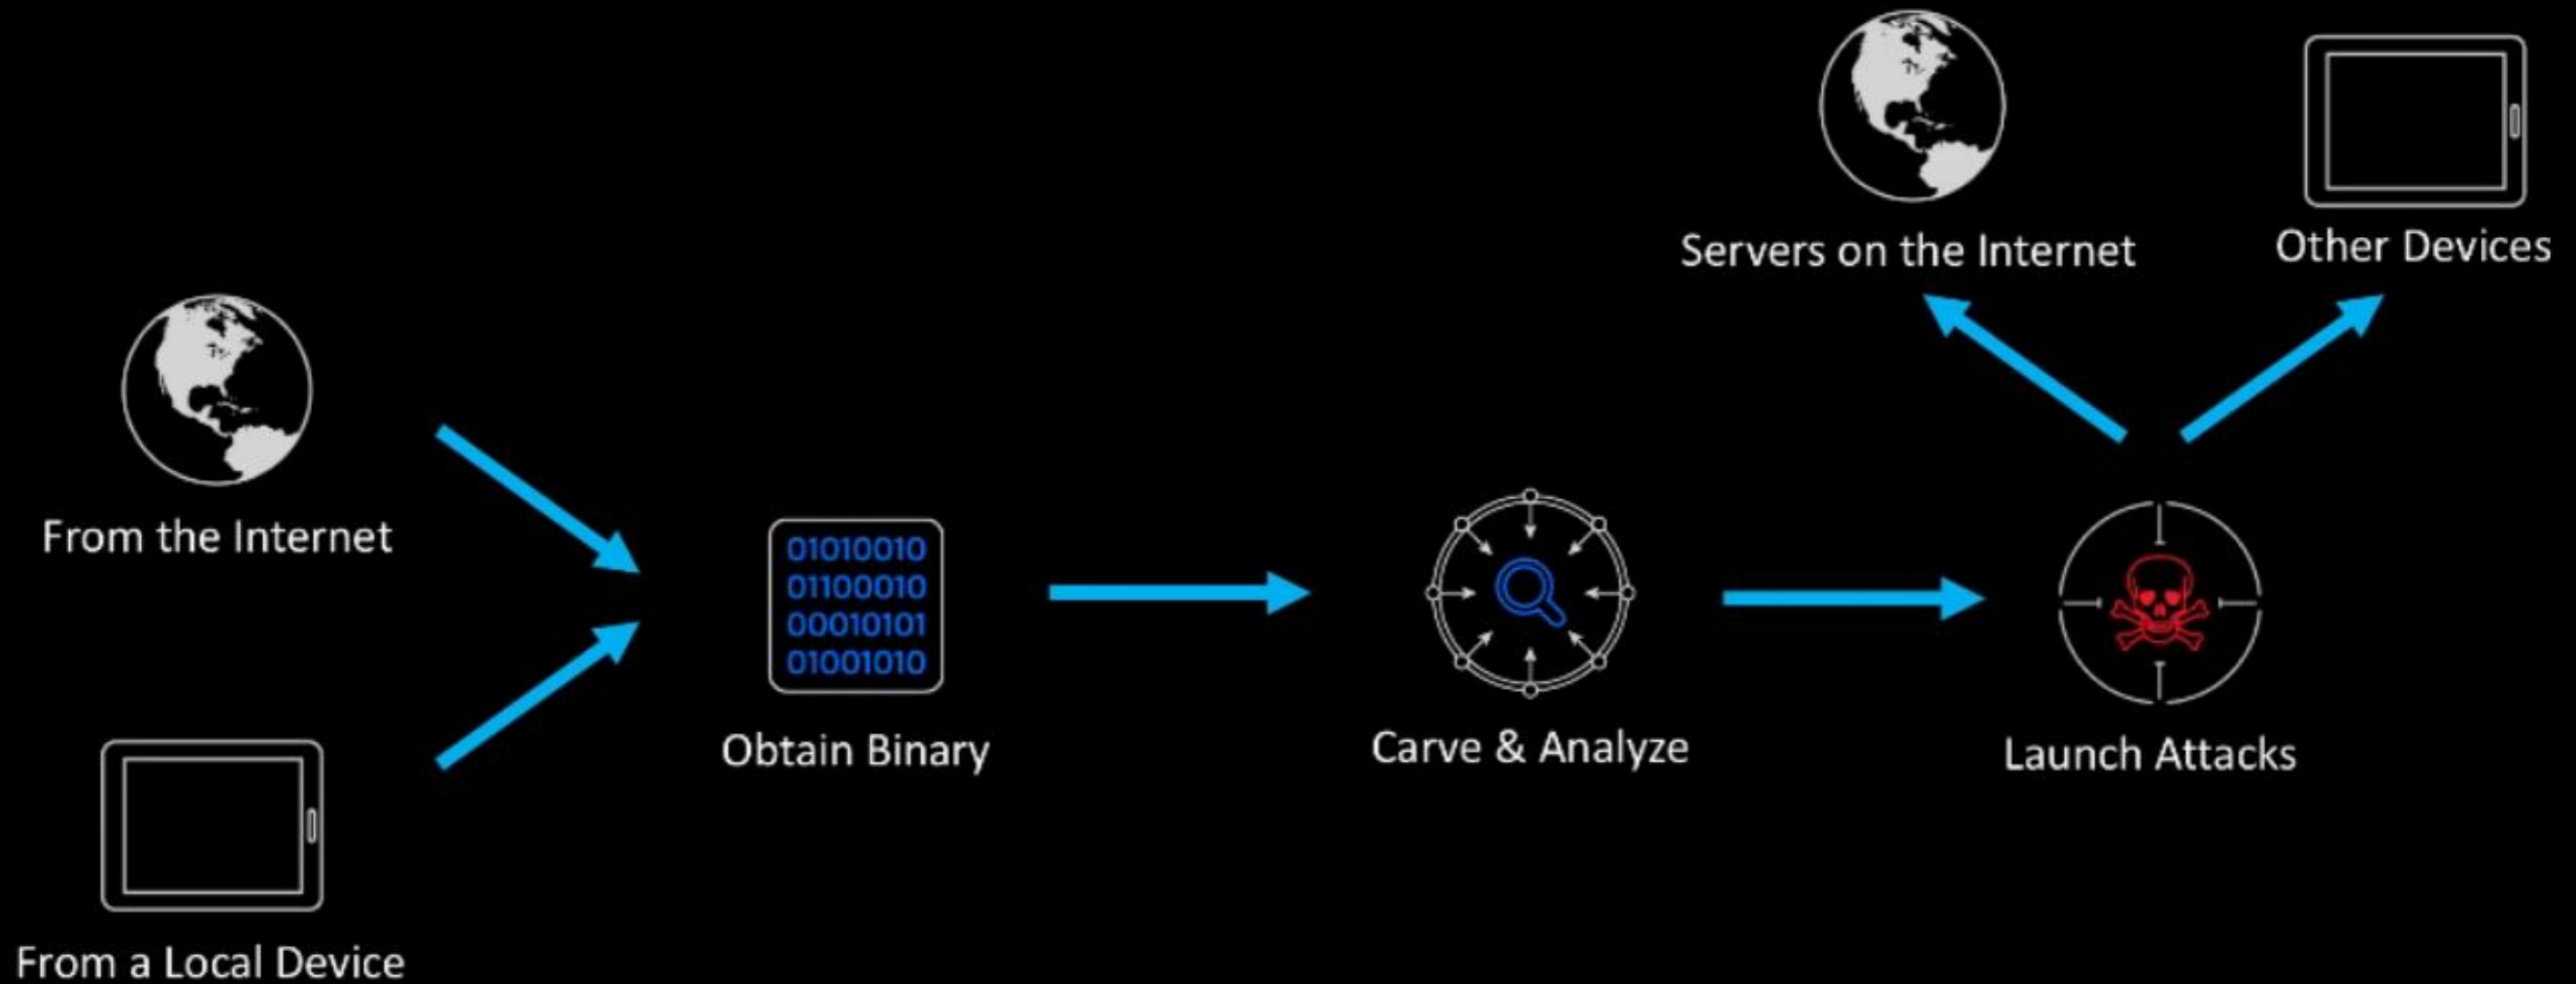 From the Internet
From a Local Device
01010010
01100010
00010101
01001010
Obtain Binary
Carve & Analyze
Launch Attacks
Servers on the Internet
Other Devices